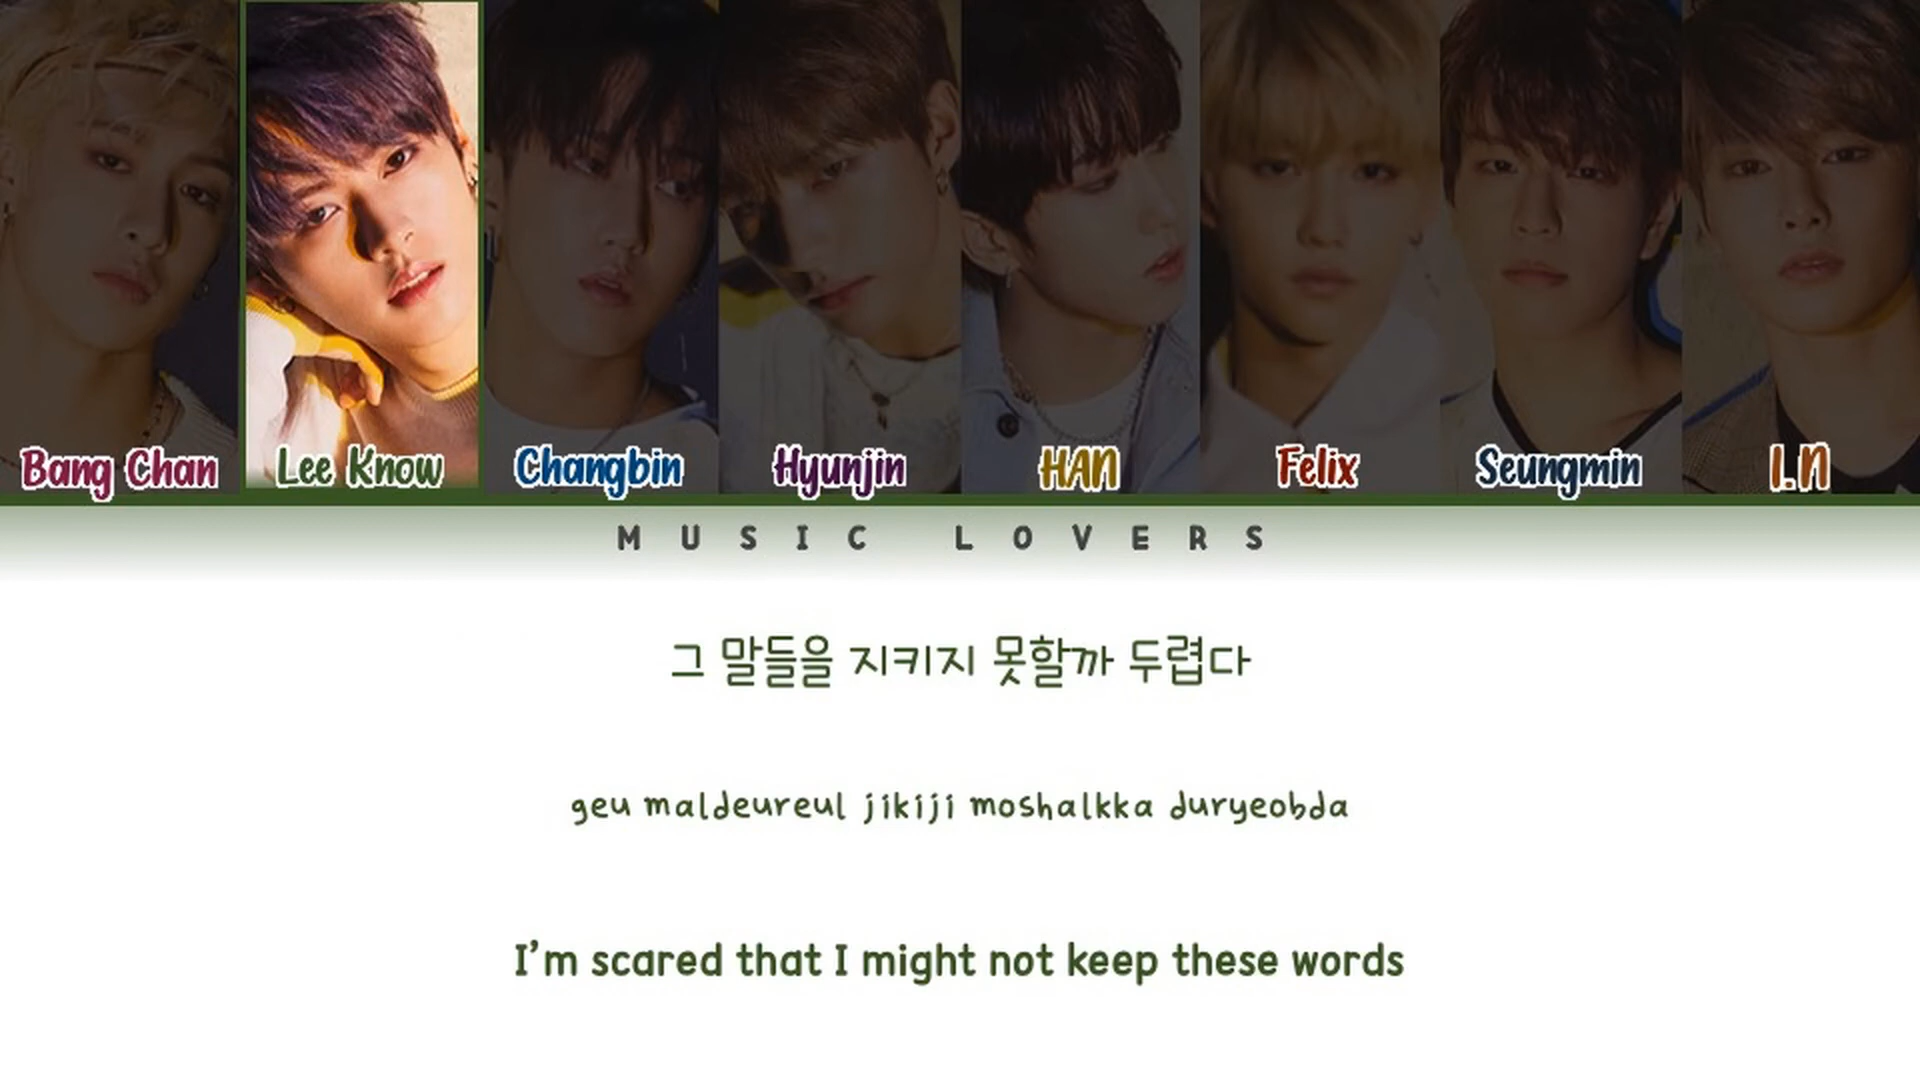 Bang Chan
Lee Know
Changbin
Hyunjin
HAN
Felix
Seungmin
I.N
MUSIC LOVERS
그 말들을 지키지 못할까 두렵다
geu maldeureul jikiji moshalkka duryeobda
I'm scared that I might not keep these words